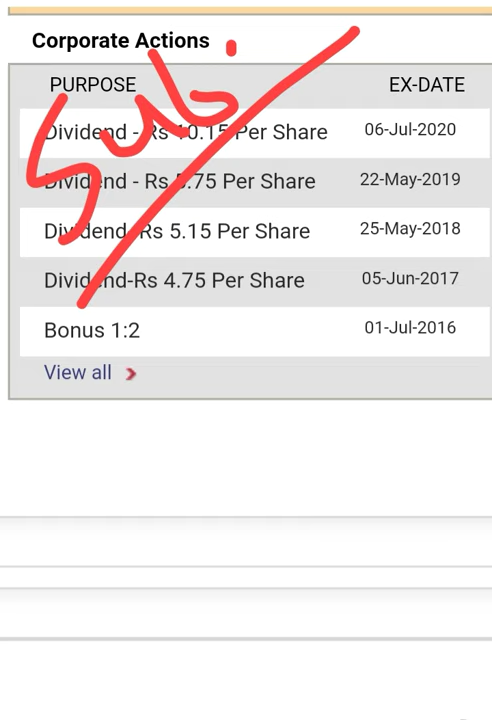 Corporate Actions
Sub
PURPOSE EX-DATE
Dividend - Rs 10.15 Per Share 06-Jul-2020
Dividend - Rs Per Share 22-May-2019
Dividend-Rs 5.15 Per Share 25-May-2018
Dividend-Rs 4.75 Per Share 05-Jun-2017
Bonus 1:2 01-Jul-2016
View all